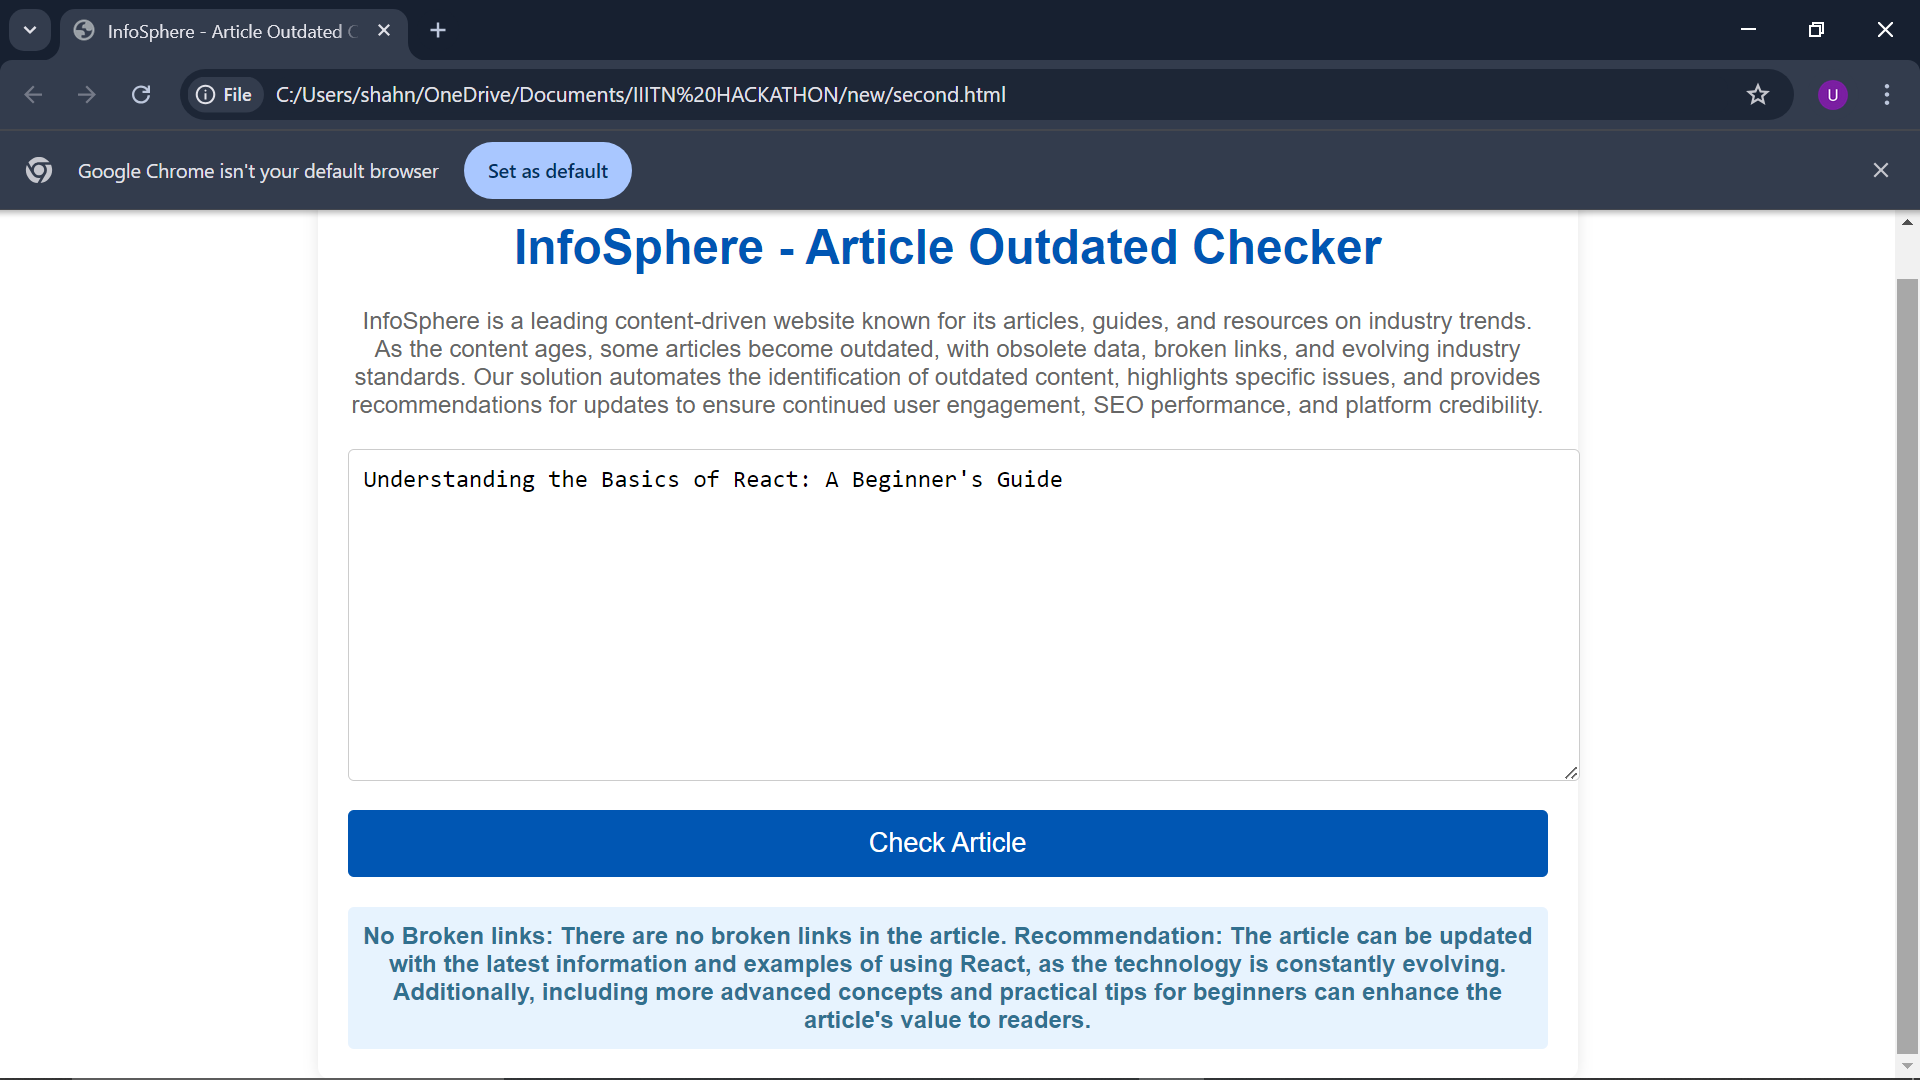 InfoSphere - Article Outdated C
File
C:/Users/shahn/OneDrive/Documents/IIITN%20HACKATHON/new/second.html
U
Google Chrome isn't your default browser
Set as default
InfoSphere - Article Outdated Checker
InfoSphere is a leading content-driven website known for its articles, guides, and resources on industry trends.
As the content ages, some articles become outdated, with obsolete data, broken links, and evolving industry
standards. Our solution automates the identification of outdated content, highlights specific issues, and provides
recommendations for updates to ensure continued user engagement, SEO performance, and platform credibility.
Understanding the Basics of React: A Beginner's Guide
Check Article
No Broken links: There are no broken links in the article. Recommendation: The article can be updated
with the latest information and examples of using React, as the technology is constantly evolving.
Additionally, including more advanced concepts and practical tips for beginners can enhance the
article's value to readers.